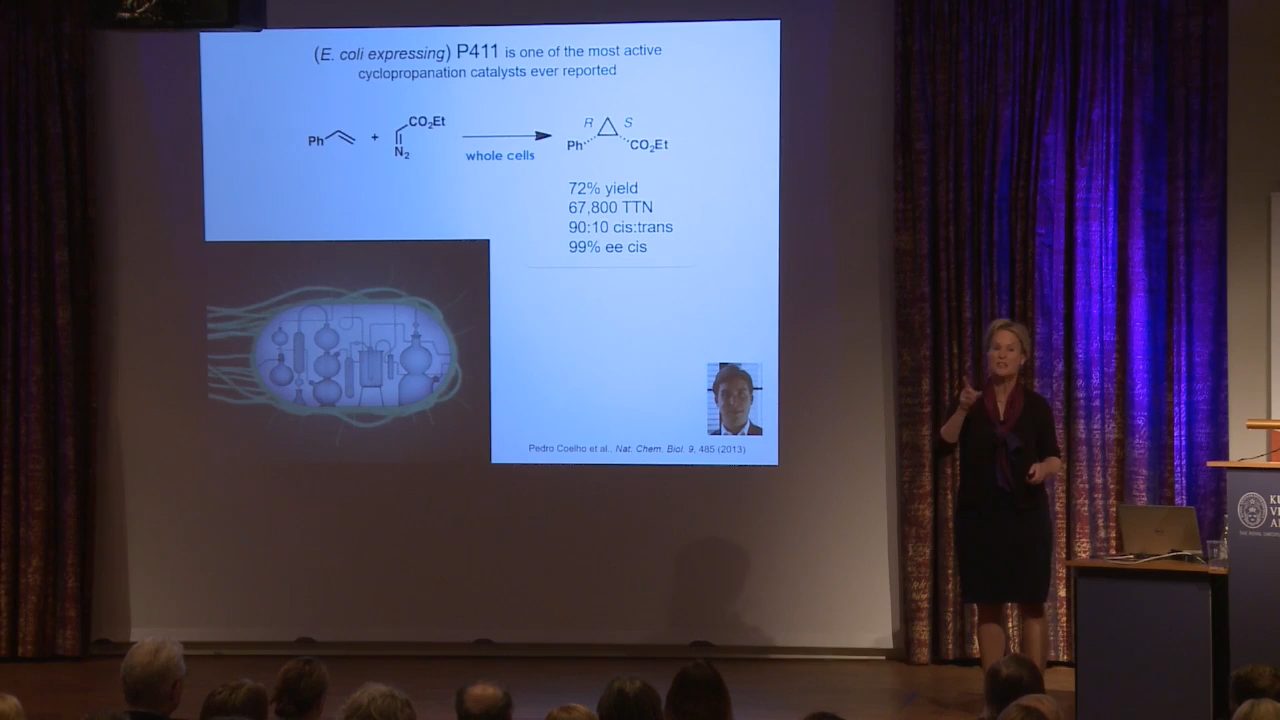 (E. coli expressing) P411 is one of the most active
cyclopropanation catalysts ever reported
Ph
+
CO2Et
N2
whole cells
R S
Ph
CO2Et
72% yield
67,800 TTN
90:10 cis:trans
99% ee cis
Pedro Coelho et al., Nat. Chem. Biol. 9, 485 (2013)
THE ROYAL